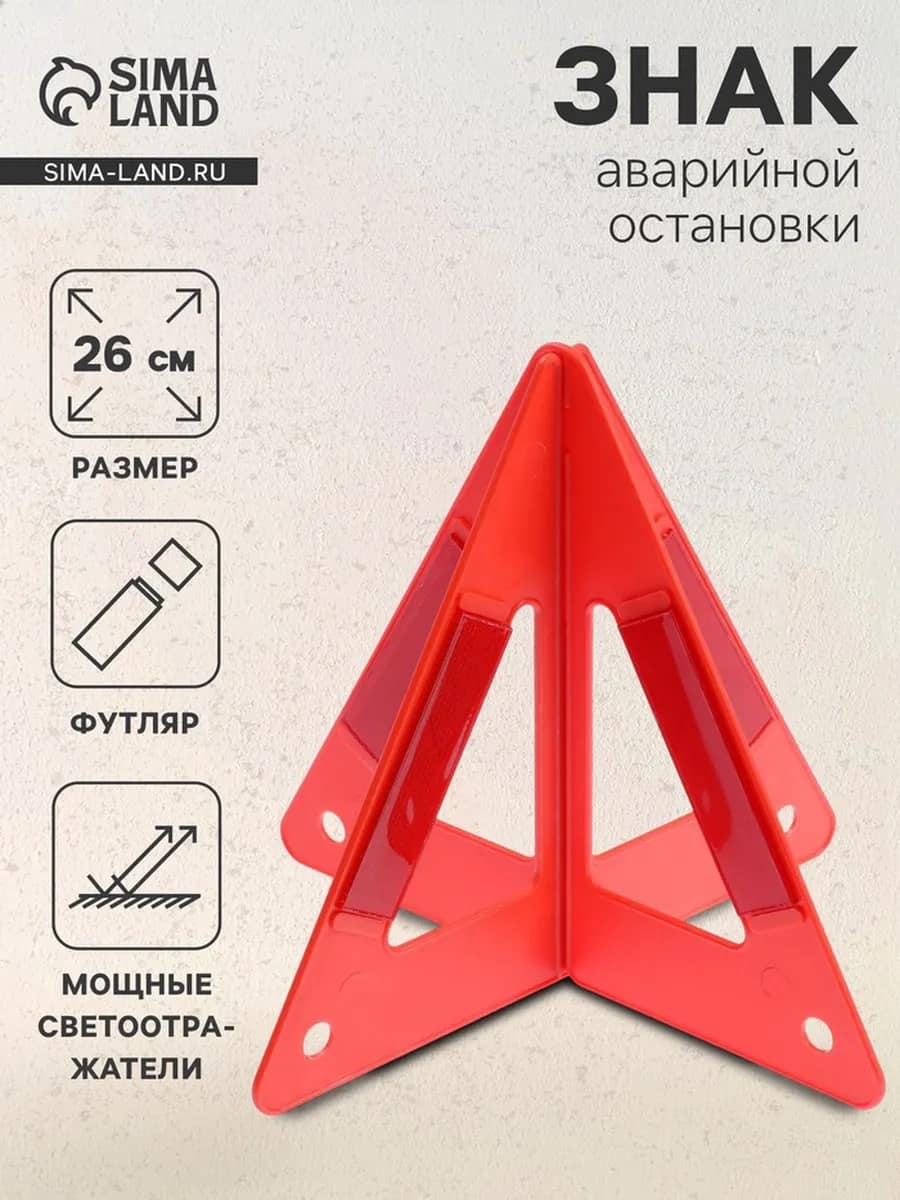 SIMA
LAND
SIMA-LAND.RU
ЗНАК
аварийной
остановки
26 см
РАЗМЕР
ФУТЛЯР
МОЩНЫЕ
СВЕТООТРА-
ЖАТЕЛИ